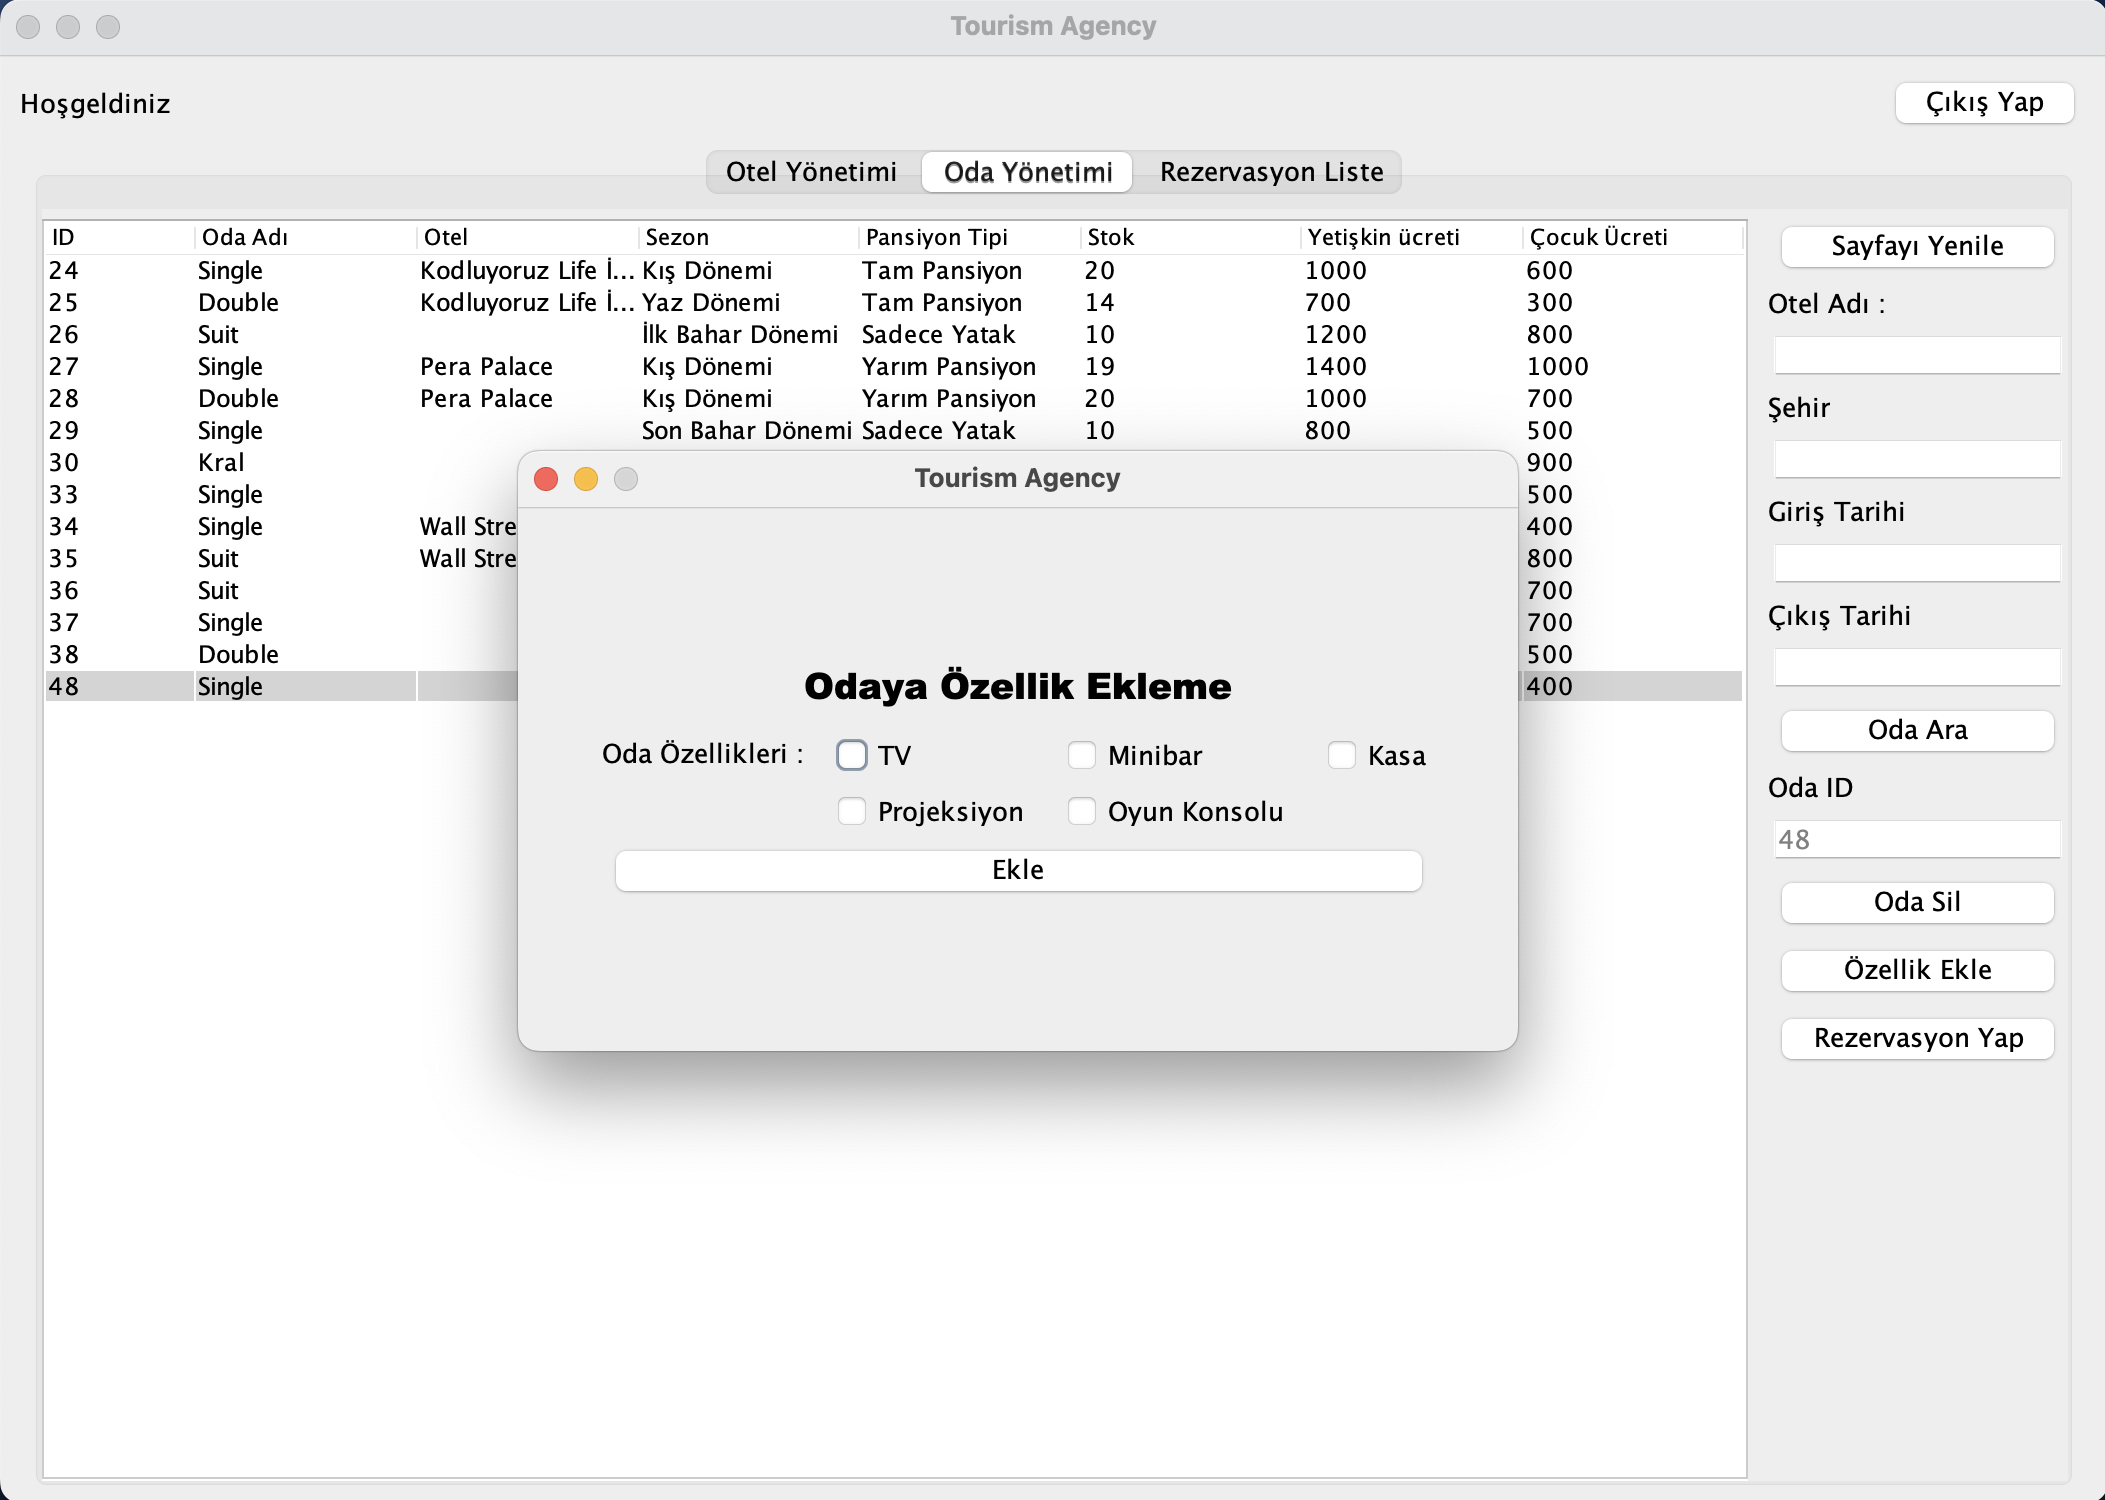 Tourism Agency
Hoşgeldiniz
Çıkış Yap
Otel Yönetimi Oda Yönetimi Rezervasyon Liste
ID Oda Adı Otel Sezon Pansiyon Tipi Stok Yetişkin ücreti Çocuk Ücreti
24 Single Kodluyoruz Life İ... Kış Dönemi Tam Pansiyon 20 1000 600
25 Double Kodluyoruz Life İ... Yaz Dönemi Tam Pansiyon 14 700 300
26 Suit İlk Bahar Dönemi Sadece Yatak 10 1200 800
27 Single Pera Palace Kış Dönemi Yarım Pansiyon 19 1400 1000
28 Double Pera Palace Kış Dönemi Yarım Pansiyon 20 1000 700
29 Single Son Bahar Dönemi Sadece Yatak 10 800 500
30 Kral 900
33 Single 500
34 Single Wall Stre 400
35 Suit Wall Stre 800
36 Suit 700
37 Single 700
38 Double 500
48 Single 400
Tourism Agency
Odaya Özellik Ekleme
Oda Özellikleri : TV Minibar Kasa
Projeksiyon Oyun Konsolu
Ekle
Sayfayı Yenile
Otel Adı :
Şehir
Giriş Tarihi
Çıkış Tarihi
Oda Ara
Oda ID
48
Oda Sil
Özellik Ekle
Rezervasyon Yap